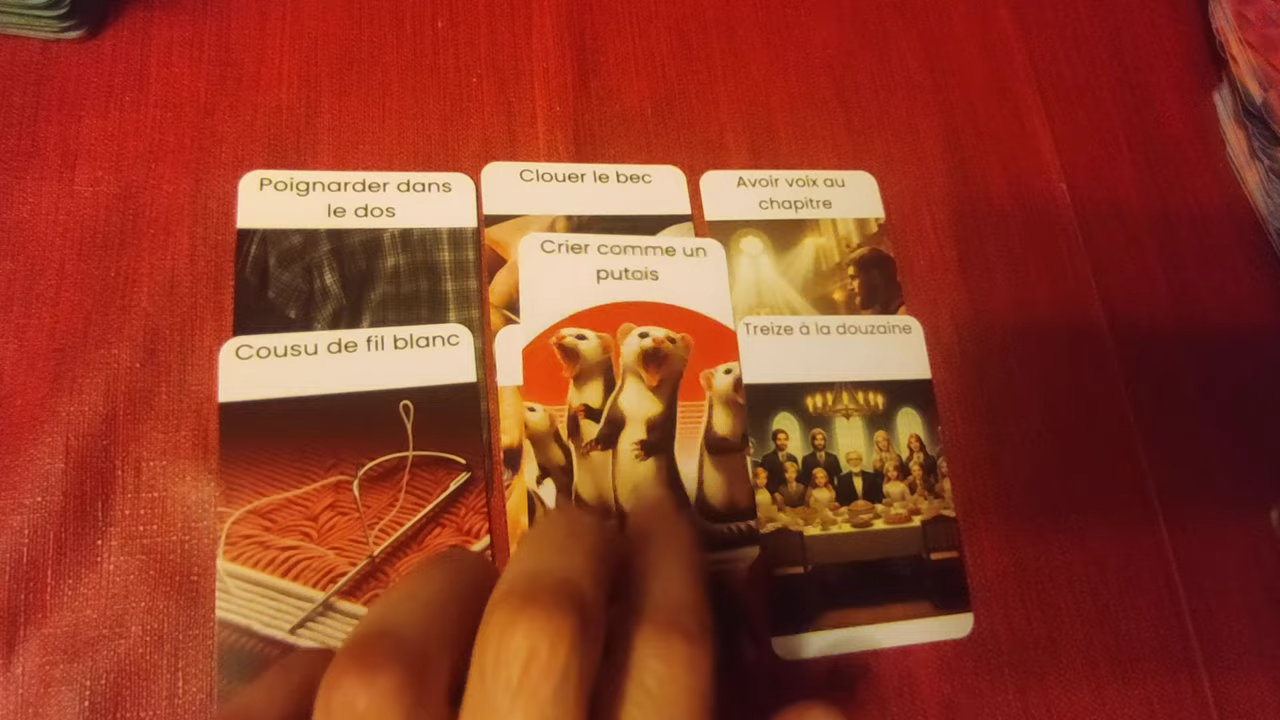 Poignarder dans
le dos
Clouer le bec
Avoir voix au
chapitre
Cousu de fil blanc
Crier comme un
putois
Treize à la douzaine